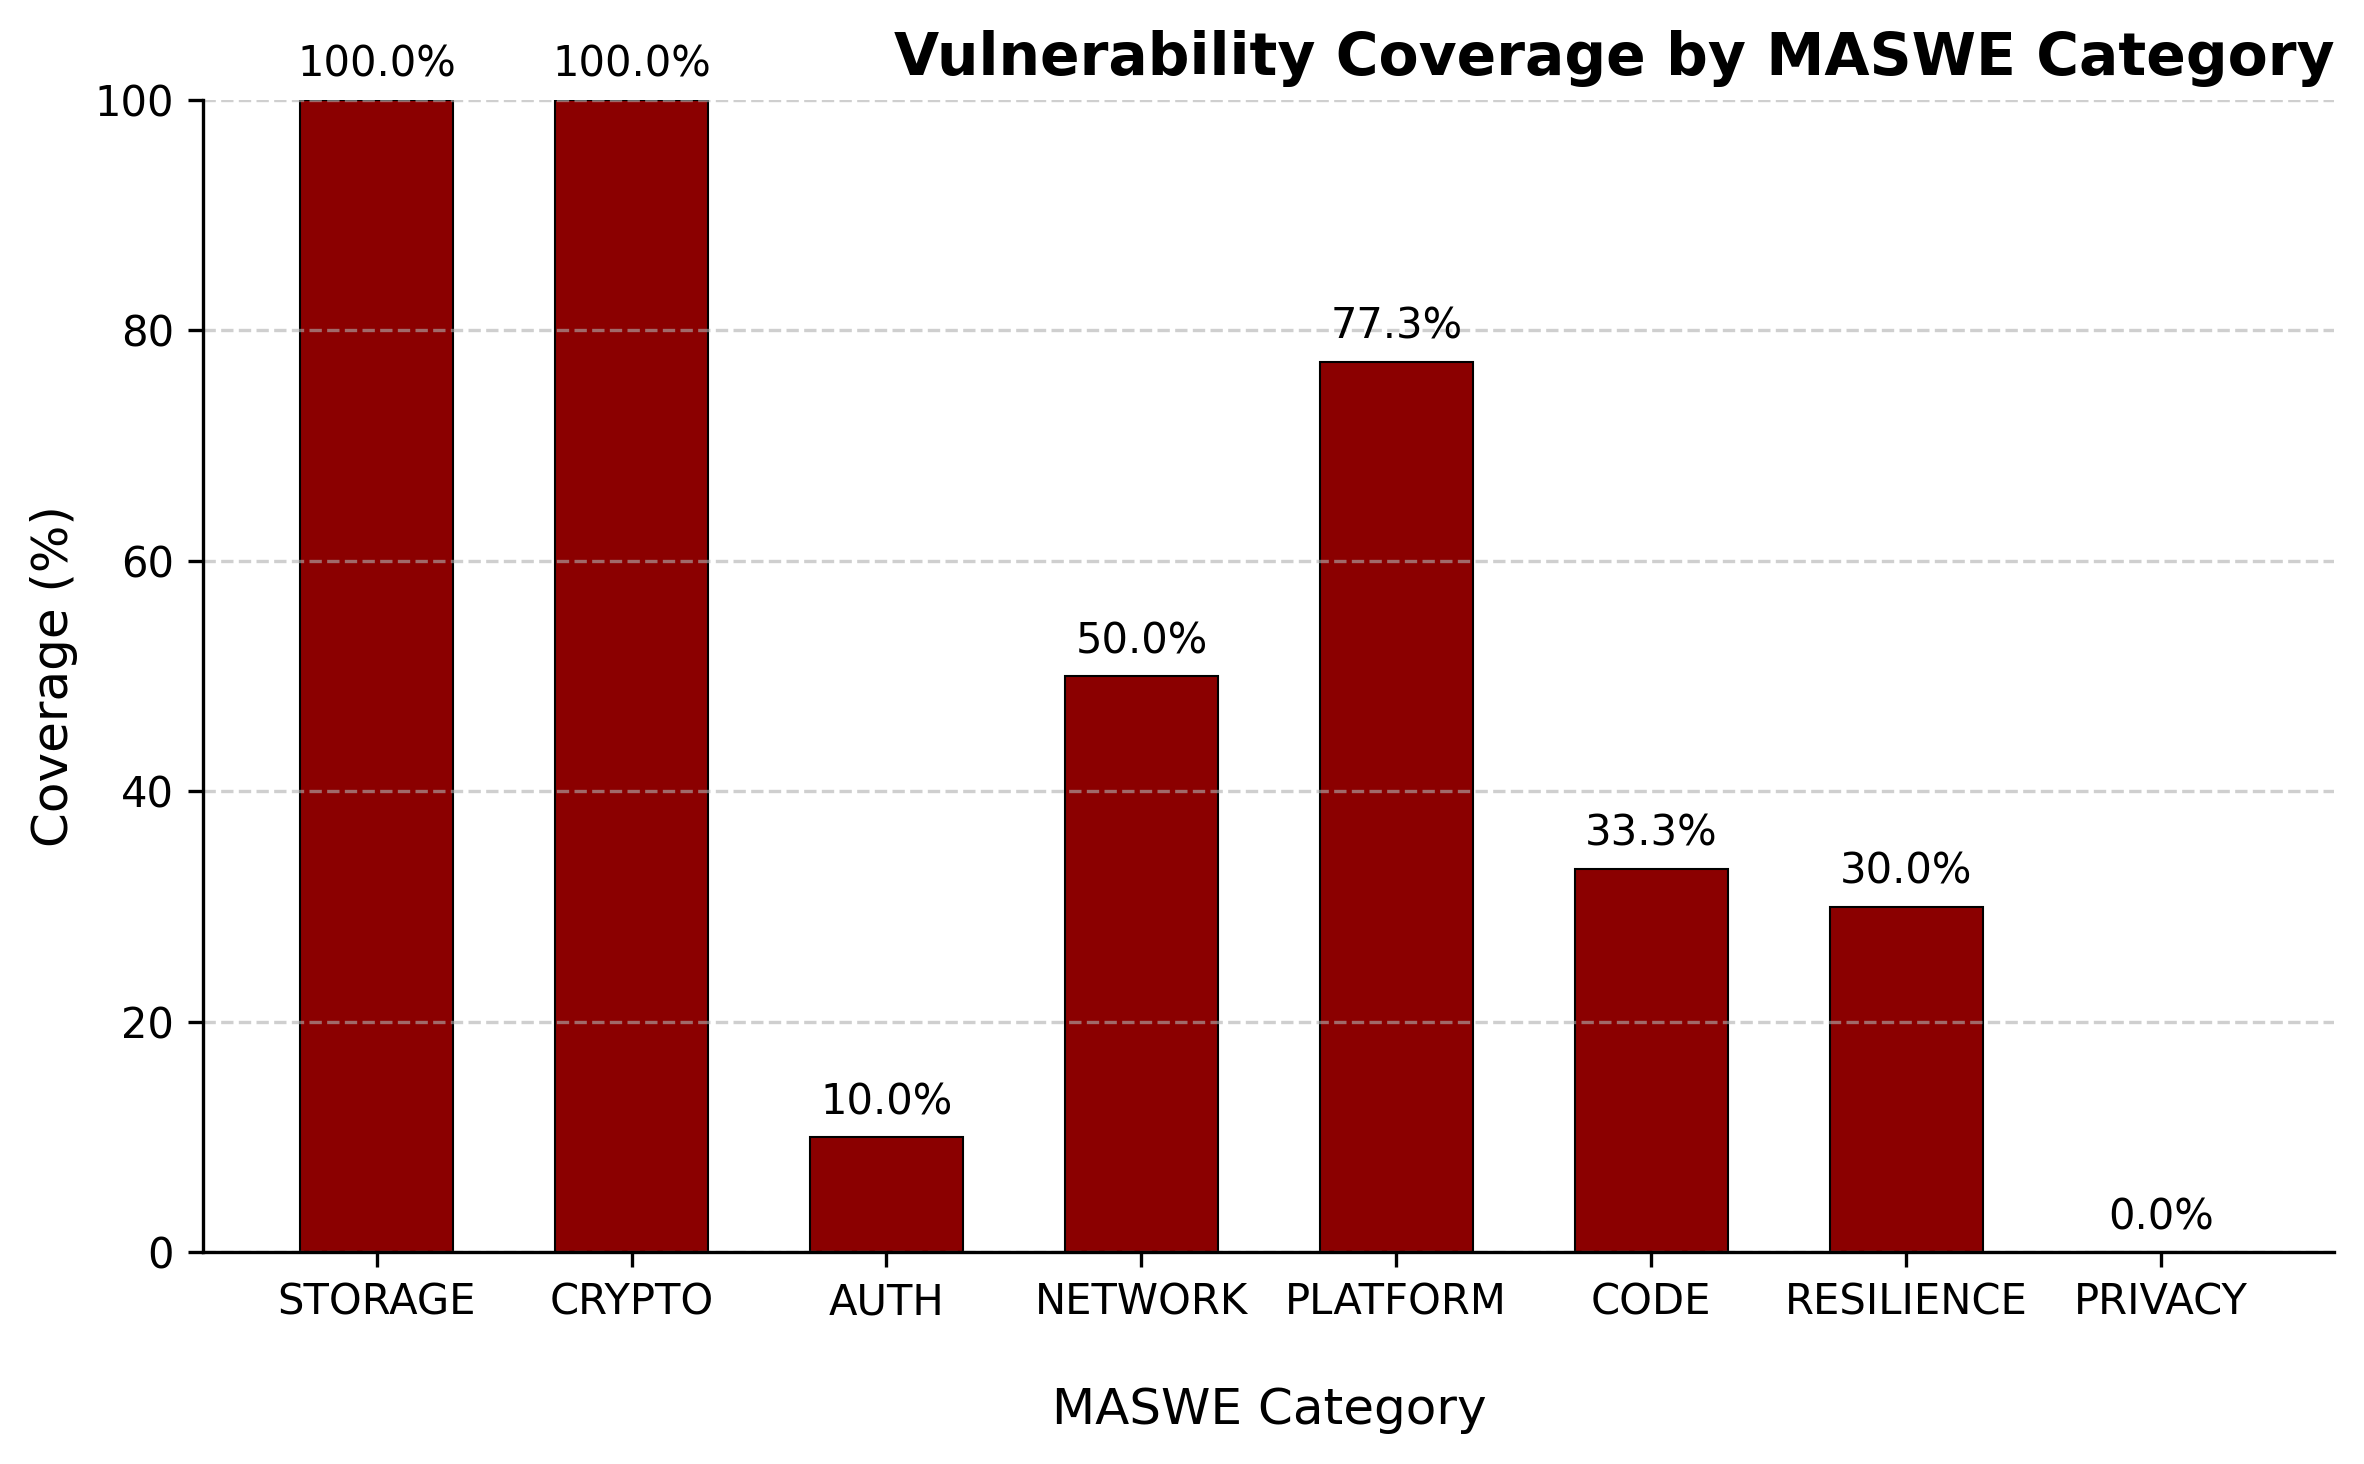 Vulnerability Coverage by MASWE Category
100.0%
100.0%
10.0%
50.0%
77.3%
33.3%
30.0%
0.0%
Coverage (%)
100
80
60
40
20
0
STORAGE
CRYPTO
AUTH
NETWORK
PLATFORM
CODE
RESILIENCE
PRIVACY
MASWE Category